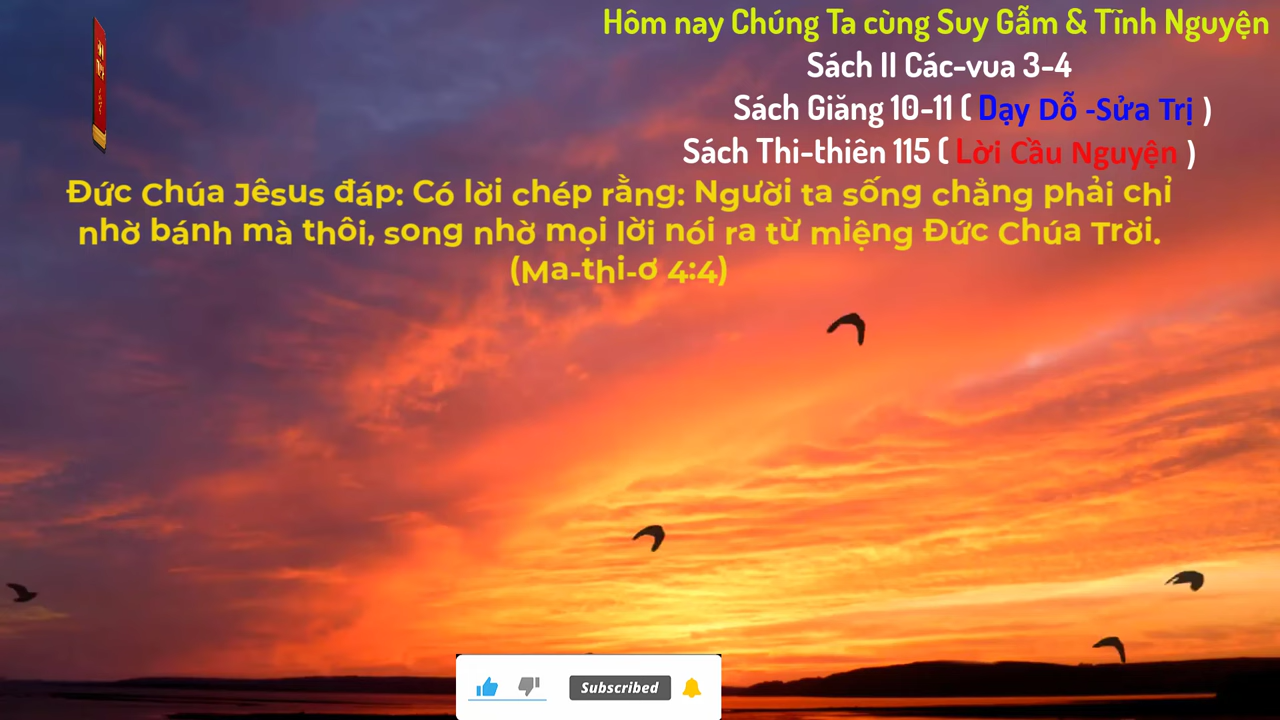 Hôm nay Chúng Ta cùng Suy Gẫm & Tĩnh Nguyện
Sách II Các-vua 3-4
Sách Giăng 10-11 ( Dạy Dỗ -Sửa Trị )
Sách Thi-thiên 115 ( Lời Cầu Nguyện )
Đức Chúa Jêsus đáp: Có lời chép rằng: Người ta sống chẳng phải chỉ
nhờ bánh mà thôi, song nhờ mọi lời nói ra từ miệng Đức Chúa Trời.
(Ma-thi-ơ 4:4)
Subscribed